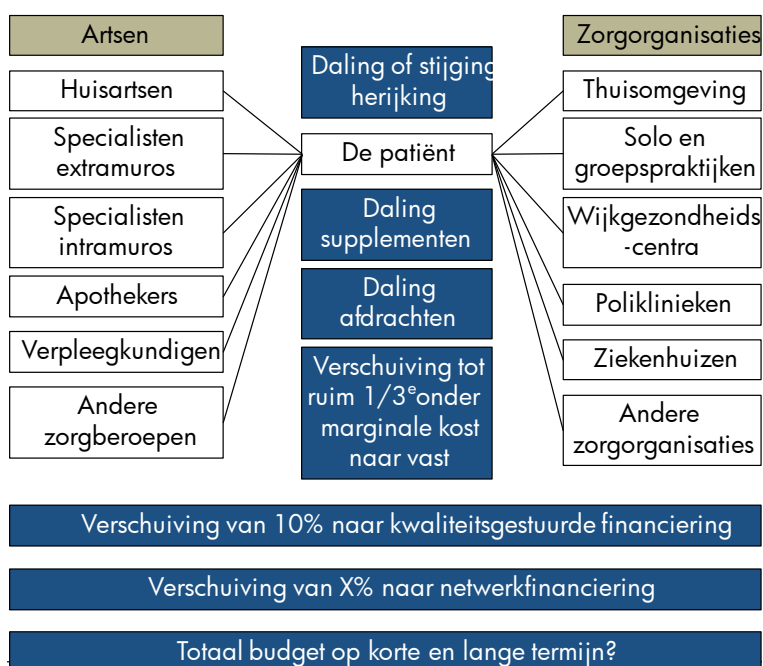 Artsen
Huisartsen
Specialisten
extramuros
Specialisten
intramuros
Apothekers
Verpleegkundigen
Andere
zorgberoepen
Daling of stijging
herijking
De patiënt
Daling
supplementen
Daling
afdrachten
Verschuiving tot
ruim 1/3ᵉonder
marginale kost
naar vast
Zorgorganisaties
Thuisomgeving
Solo en
groepspraktijken
Wijkgezondheids
-centra
Poliklinieken
Ziekenhuizen
Andere
zorgorganisaties
Verschuiving van 10% naar kwaliteitsgestuurde financiering
Verschuiving van X% naar netwerkfinanciering
Totaal budget op korte en lange termijn?